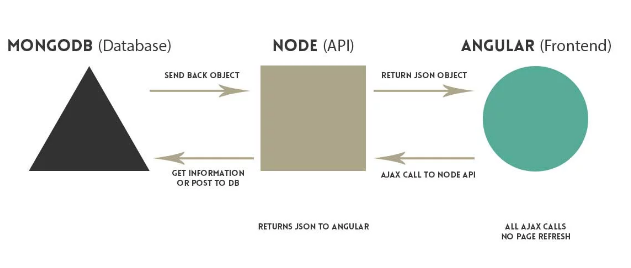 MONGODB (Database)
NODE (API)
ANGULAR (Frontend)
SEND BACK OBJECT
RETURN JSON OBJECT
GET INFORMATION
OR POST TO DB
AJAX CALL TO NODE API
RETURNS JSON TO ANGULAR
ALL AJAX CALLS
NO PAGE REFRESH